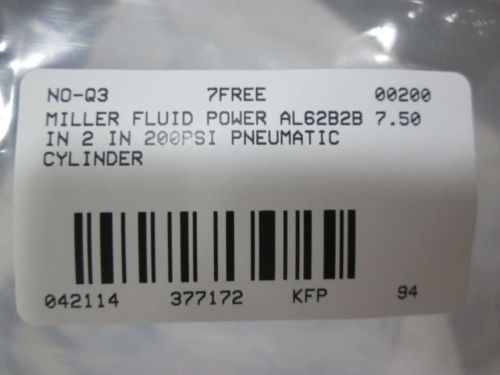 NO-Q3 7FREE 00200
MILLER FLUID POWER AL62B2B 7.50
IN 2 IN 200PSI PNEUMATIC
CYLINDER
042114 377172 KFP 94